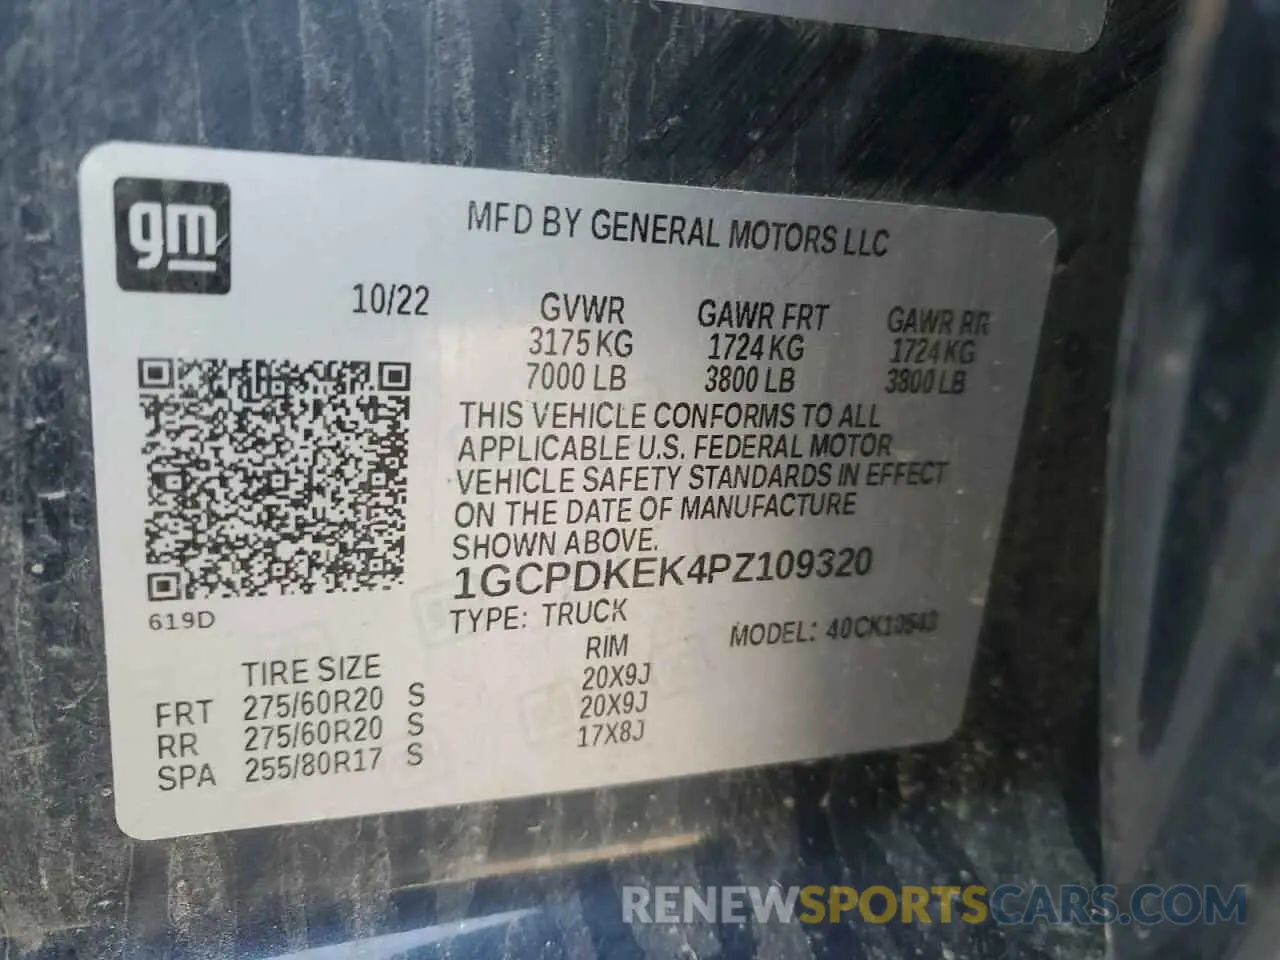 gm
MFD BY GENERAL MOTORS LLC
10/22 GVWR GAWR FRT GAWR RR
3175 KG 1724 KG 1724 KG
7000 LB 3800 LB 3800 LB
THIS VEHICLE CONFORMS TO ALL
APPLICABLE U.S. FEDERAL MOTOR
VEHICLE SAFETY STANDARDS IN EFFECT
ON THE DATE OF MANUFACTURE
SHOWN ABOVE.
1GCPDKEK4PZ109320
619D
TYPE: TRUCK
MODEL: 40CK10543
TIRE SIZE RIM
FRT 275/60R20 S 20X9J
RR 275/60R20 S 20X9J
SPA 255/80R17 S 17X8J
RENEWSPORTSCARS.COM